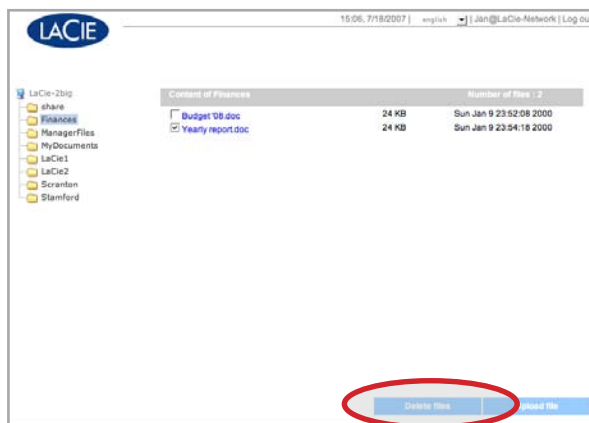 15:06, 7/18/2007 | english | Jan@LaCie-Network | Log ou
LACIE
LaCie-2big
share
Finances
ManagerFiles
MyDocuments
LaCie1
LaCie2
Scranton
Stamford
Content of Finances Number of files : 2
Budget '08.doc 24 KB Sun Jan 9 23:52:08 2000
Yearly report.doc 24 KB Sun Jan 9 23:54:18 2000
Delete files Upload file